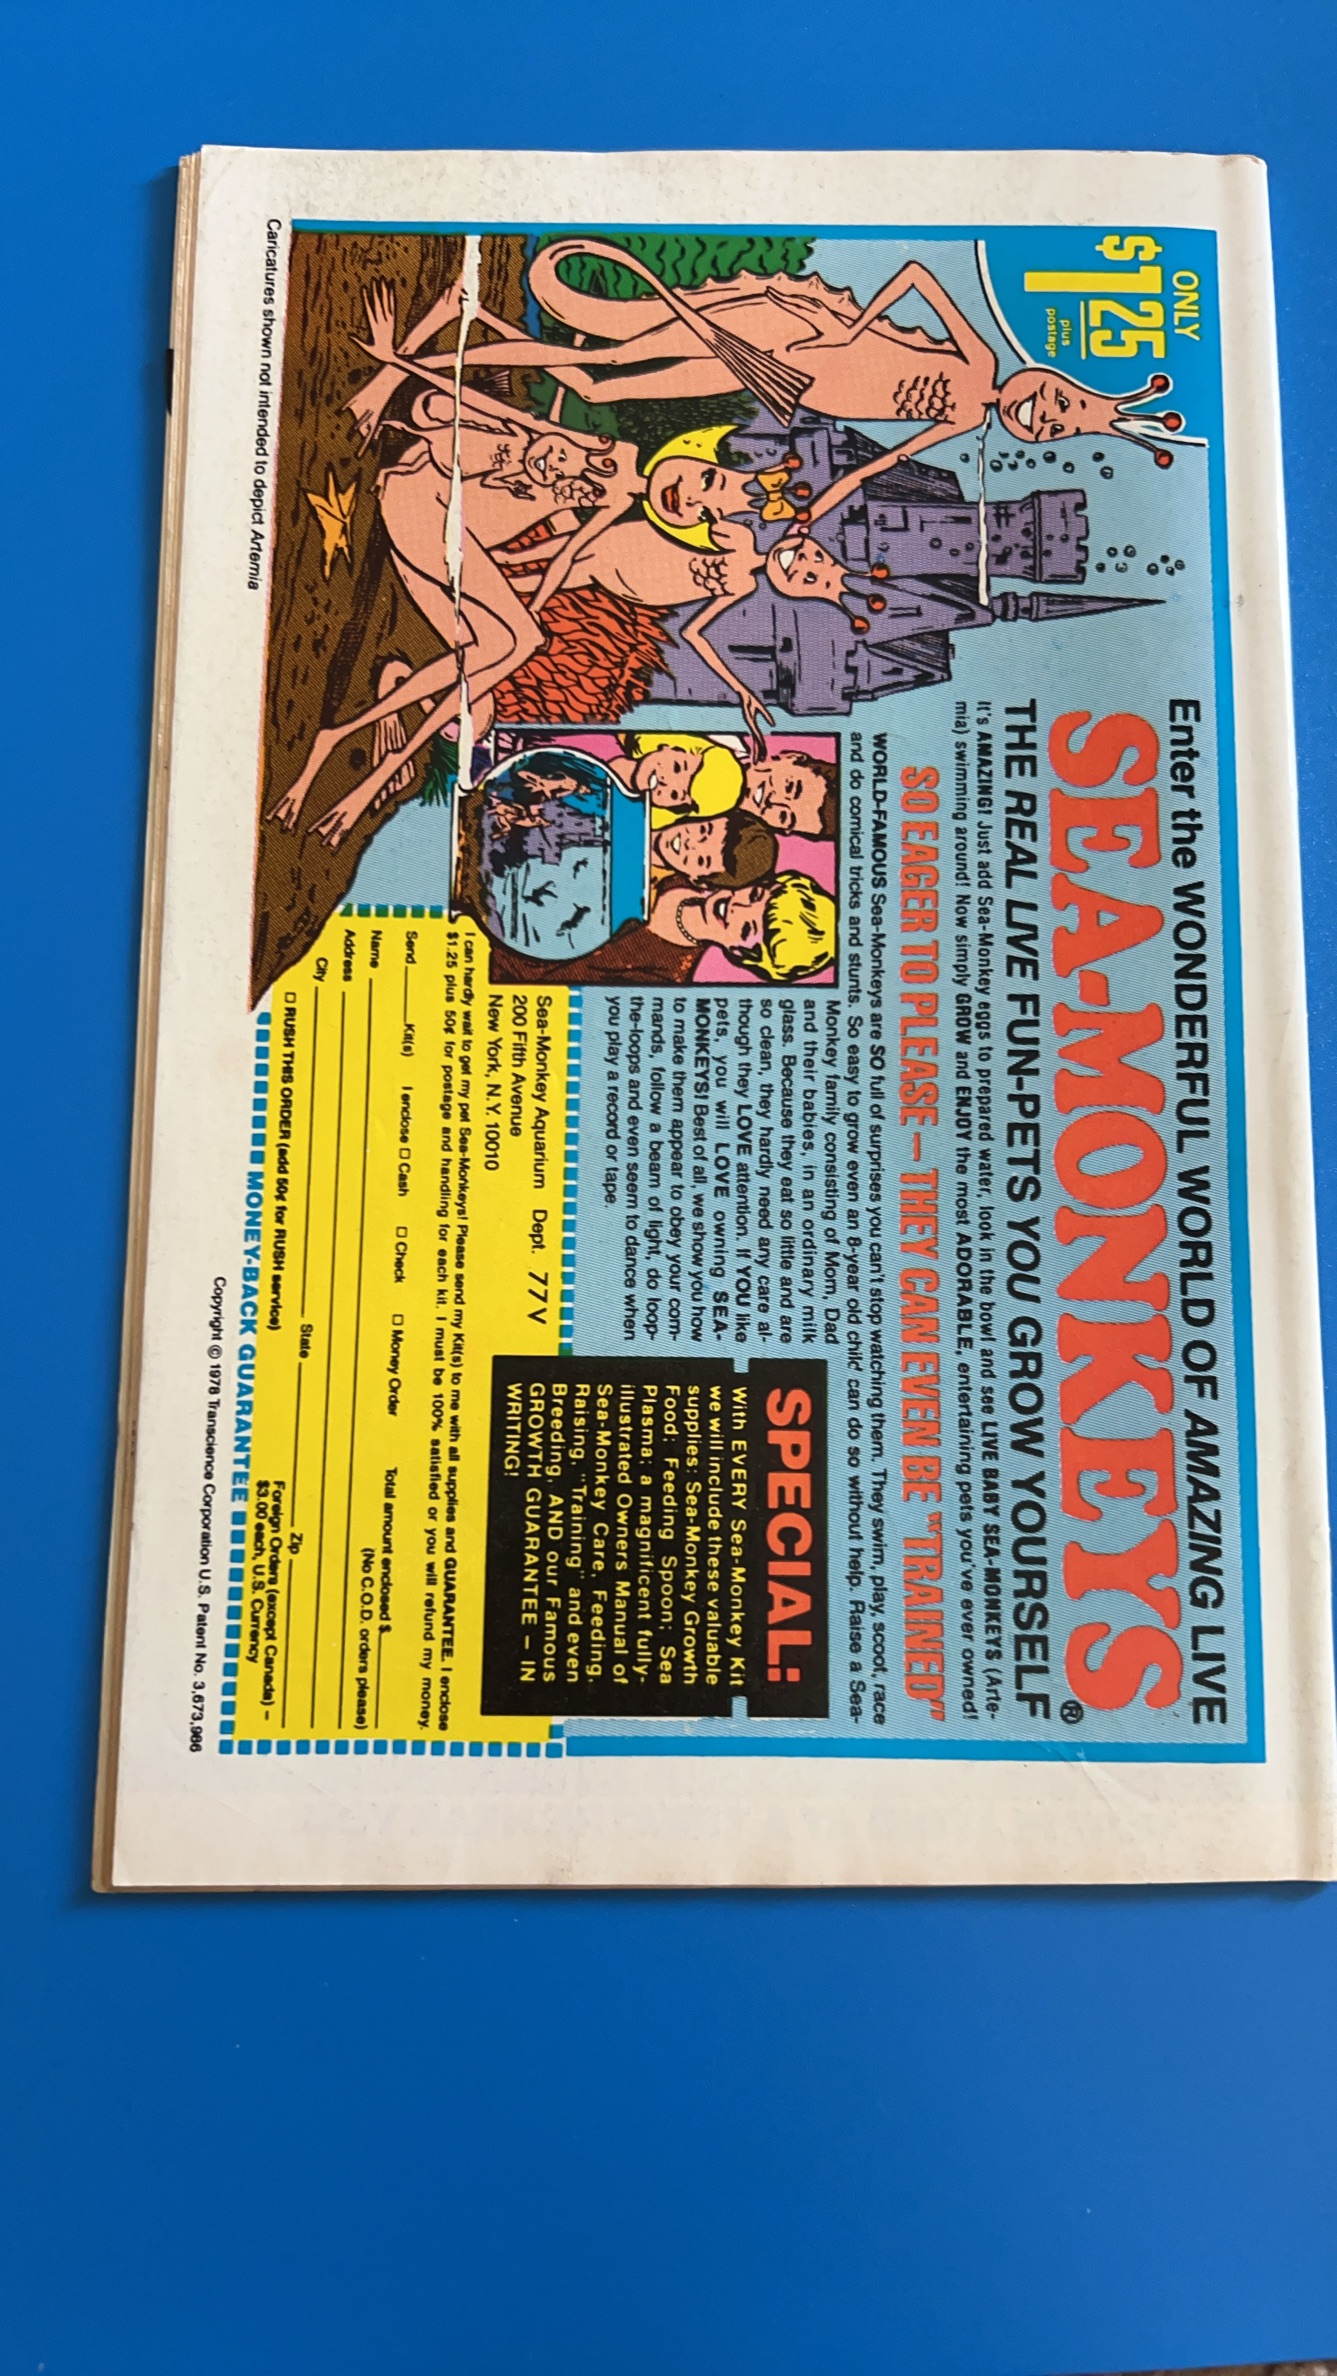 ONLY
$1.25
plus
postage
Enter the WONDERFUL WORLD OF AMAZING LIVE
SEA-MONKEYS®
THE REAL LIVE FUN-PETS YOU GROW YOURSELF
It's AMAZING! Just add Sea-Monkey eggs to prepared water, look in the bowl and see LIVE BABY SEA-MONKEYS (Arte-
mia) swimming around! Now simply GROW and ENJOY the most ADORABLE, entertaining pets you've ever owned!
SO EAGER TO PLEASE – THEY CAN EVEN BE "TRAINED"
WORLD-FAMOUS Sea-Monkeys are SO full of surprises you can't stop watching them. They swim, play, scoot, race
and do comical tricks and stunts. So easy to grow even an 8-year old child can do so without help. Raise a Sea-
Monkey family consisting of Mom, Dad
and their babies, in an ordinary milk
glass. Because they eat so little and are
so clean, they hardly need any care al-
though they LOVE attention. If YOU like
pets, you will LOVE owning SEA-
MONKEYS! Best of all, we show you how
to make them appear to obey your com-
mands, follow a beam of light, do loop-
the-loops and even seem to dance when
you play a record or tape.
SPECIAL:
With EVERY Sea-Monkey Kit
we will include these valuable
supplies: Sea-Monkey Growth
Food; Feeding Spoon; Sea
Plasma; a magnificent fully-
illustrated Owners Manual of
Sea-Monkey Care, Feeding,
Raising, "Training" and even
Breeding, AND our Famous
GROWTH GUARANTEE – IN
WRITING!
Sea-Monkey Aquarium Dept. 77V
200 Fifth Avenue
New York, N.Y. 10010
I can hardly wait to get my pet Sea-Monkeys! Please send my Kit(s) to me with all supplies and GUARANTEE. I enclose
$1.25 plus 50¢ for postage and handling for each kit. I must be 100% satisfied or you will refund my money.
Send ____ Kit(s) I enclose □ Cash □ Check □ Money Order Total amount enclosed $____
(No C.O.D. orders please)
Name
Address
City State Zip
□ RUSH THIS ORDER (add 50¢ for RUSH service)
Foreign Orders (except Canada) –
$3.00 each, U.S. Currency
MONEY-BACK GUARANTEE
Caricatures shown not intended to depict Artemia
Copyright © 1978 Transcience Corporation U.S. Patent No. 3,673,986